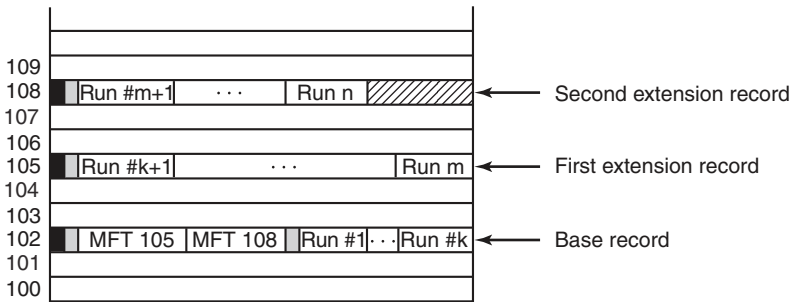 109
108 Run #m+1 · · · Run n Second extension record
107
106
105 Run #k+1 · · · Run m First extension record
104
103
102 MFT 105 MFT 108 Run #1 · · · Run #k Base record
101
100